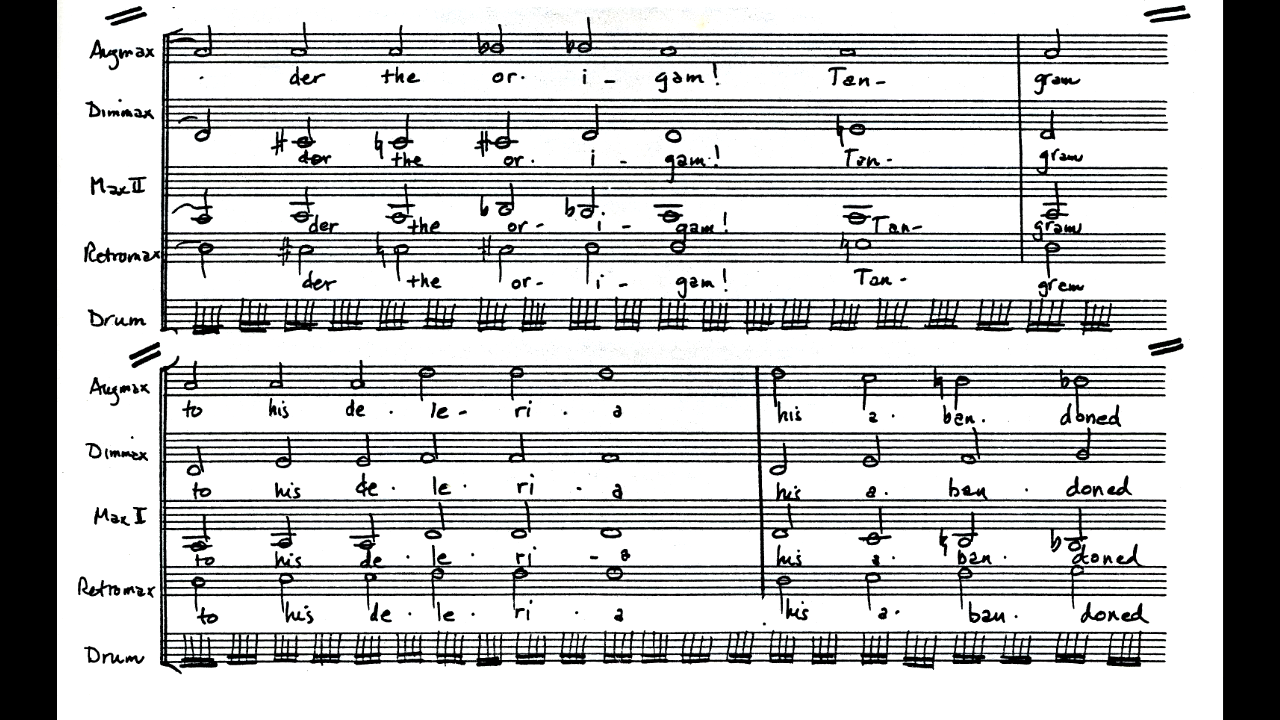 Augmax
· der the or · i - gam! Tan- gram
Dimmax
der the or · i - gam! Tan - gram
Max II
der the or - i - gam! Tan- gram
Retromax
der the or - i - gam! Tan - gram
Drum
Augmax
to his de · le - ri · a his a · ban · doned
Dimmax
to his de · le · ri · a his a · ban · doned
Max I
to his de · le · ri - a his a · ban · doned
Retromax
to his de · le · ri · a his a · ban · doned
Drum